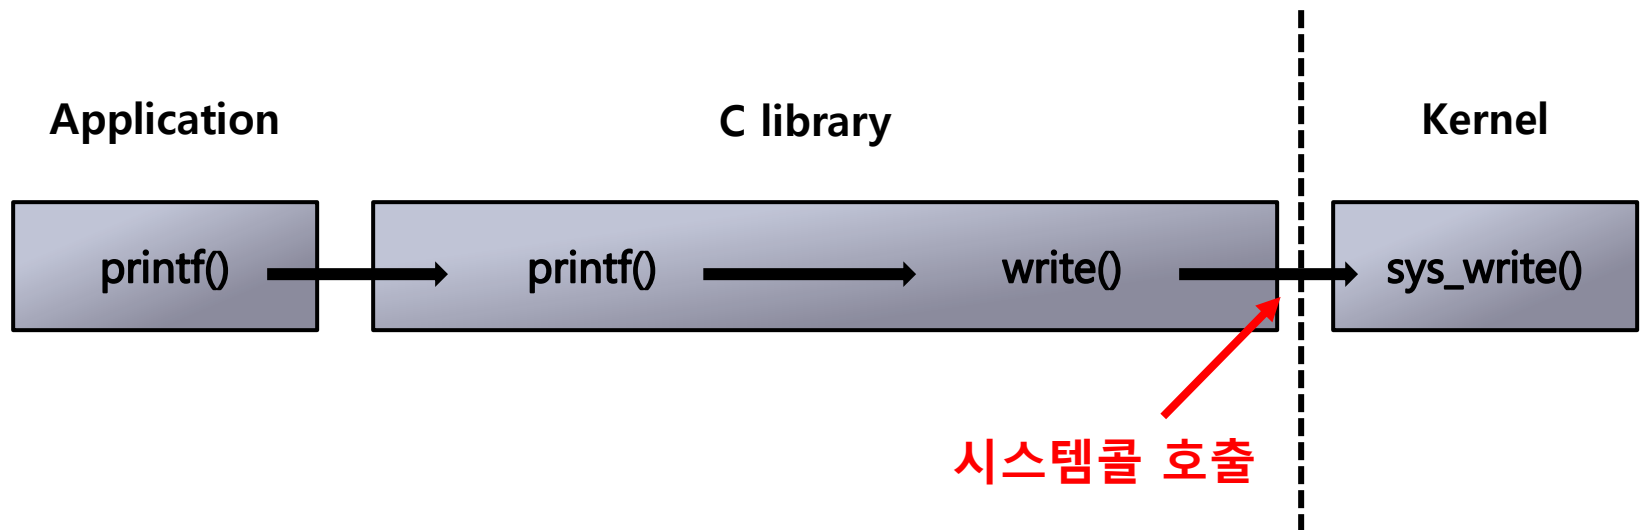 Application
C library
Kernel
printf()
printf()
write()
sys_write()
시스템콜 호출